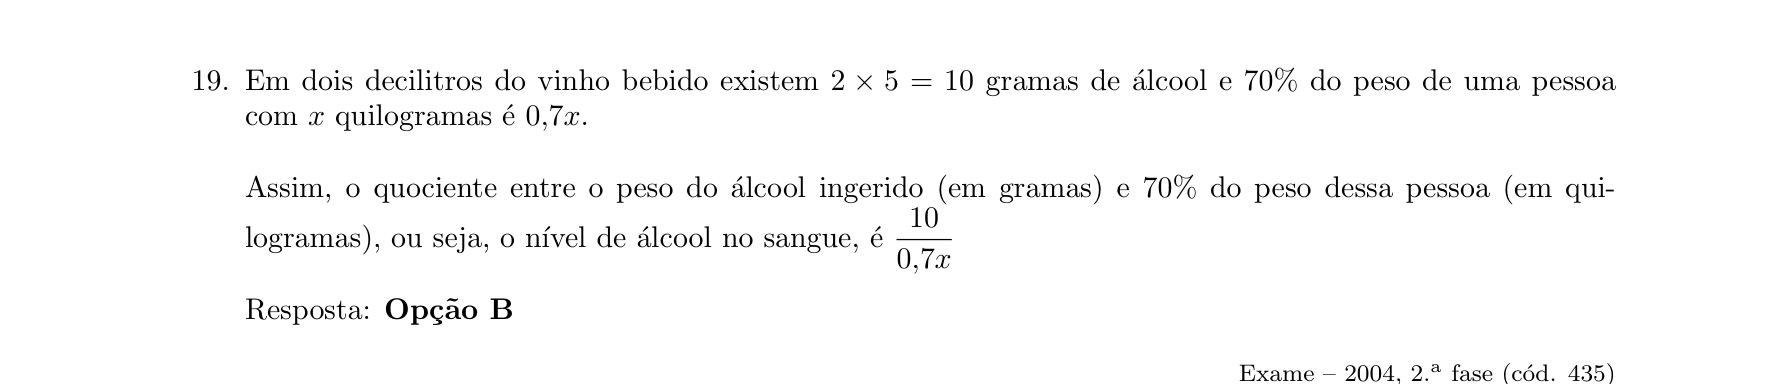 19. Em dois decilitros do vinho bebido existem 2 × 5 = 10 gramas de álcool e 70% do peso de uma pessoa
com x quilogramas é 0,7x.
Assim, o quociente entre o peso do álcool ingerido (em gramas) e 70% do peso dessa pessoa (em qui-
logramas), ou seja, o nível de álcool no sangue, é 10/0,7x
Resposta: Opção B
Exame – 2004, 2.ª fase (cód. 435)